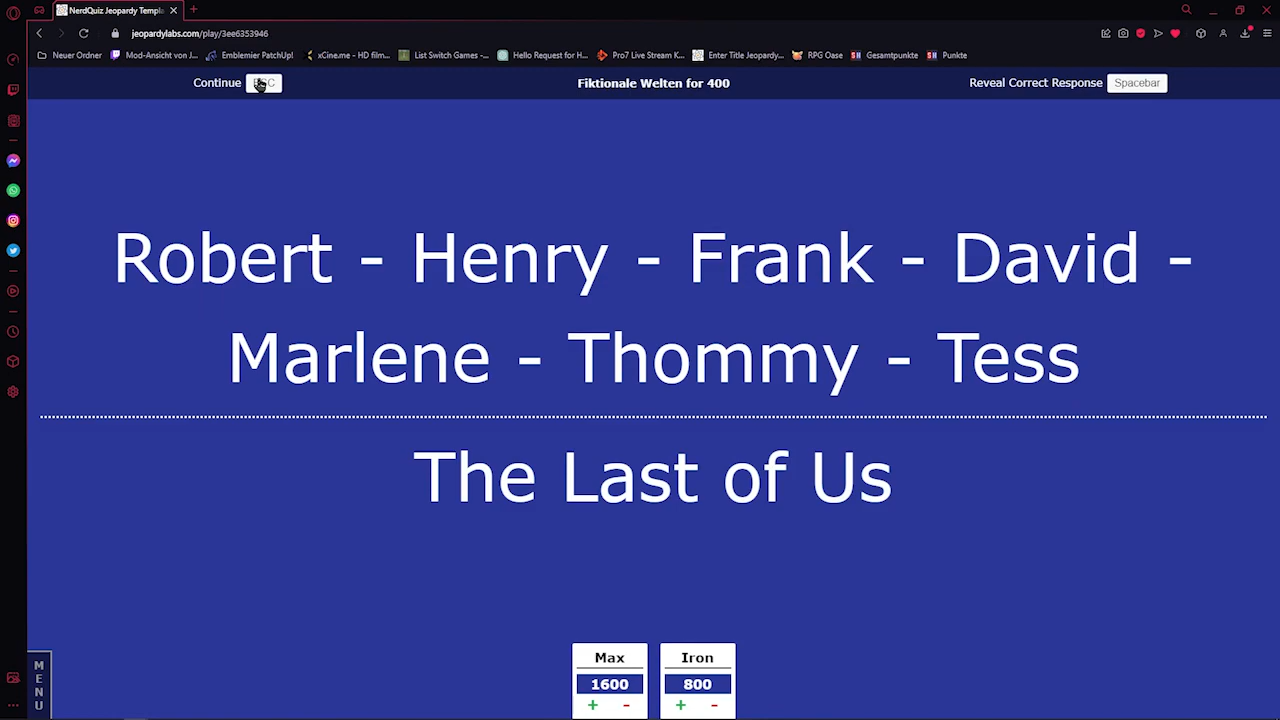 NerdQuiz Jeopardy Templa
jeopardylabs.com/play/3ee6353946
Neuer Ordner
Mod-Ansicht von J...
Emblemier PatchUp!
xCine.me - HD film...
List Switch Games -...
Hello Request for H...
Pro7 Live Stream K...
Enter Title Jeopardy...
RPG Oase
Gesamtpunkte
Punkte
Continue
Fiktionale Welten for 400
Reveal Correct Response Spacebar
Robert - Henry - Frank - David -
Marlene - Thommy - Tess
The Last of Us
MENU
Max Iron
1600 800
+ - + -